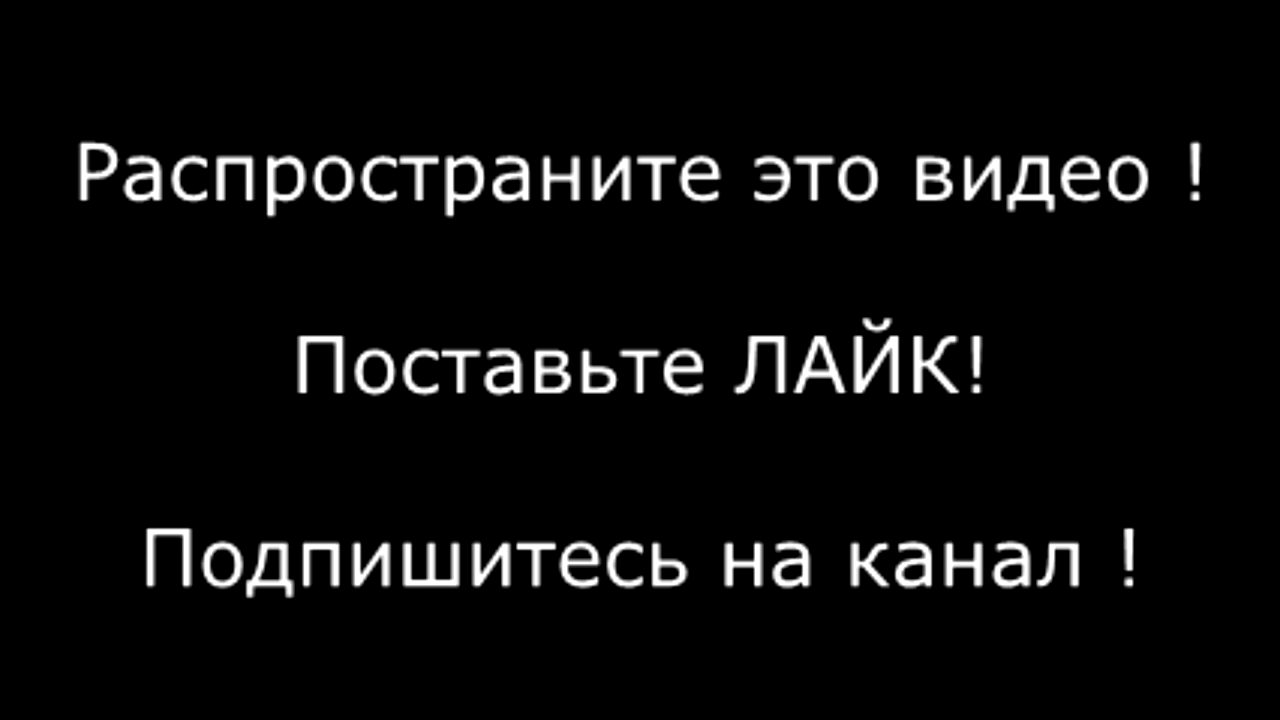 Распространите это видео !
Поставьте ЛАЙК!
Подпишитесь на канал !